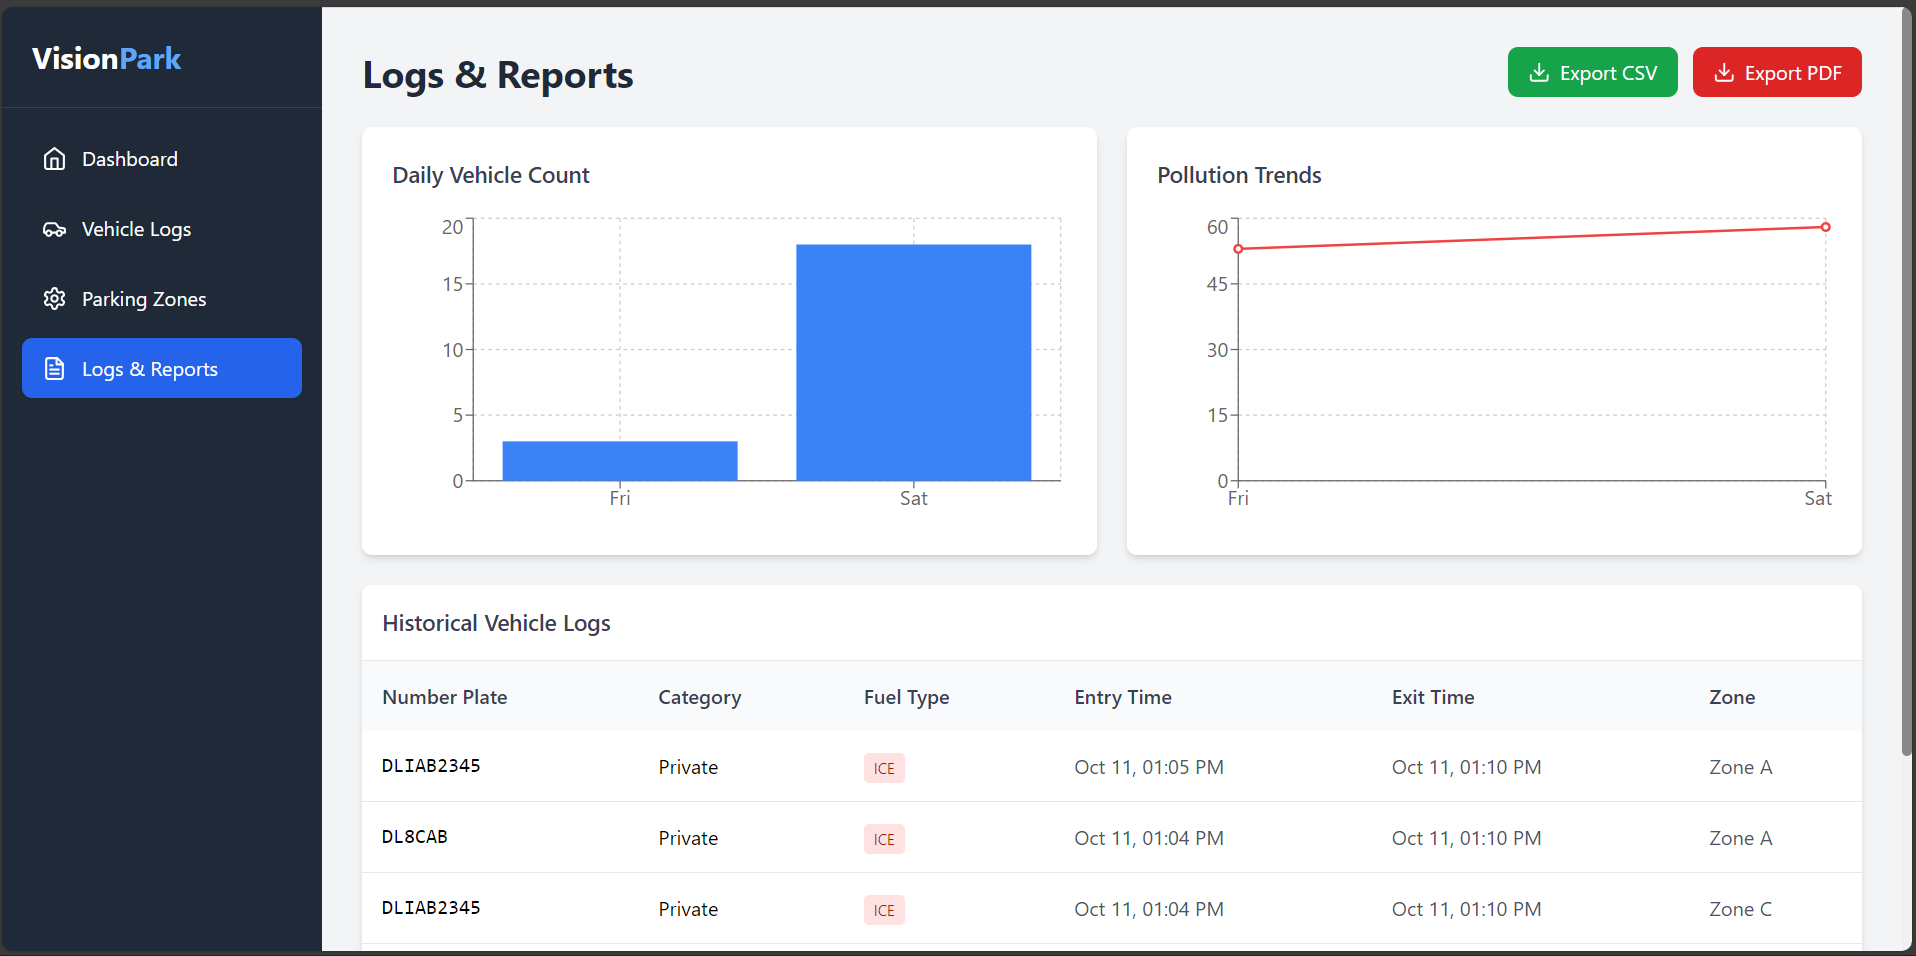 VisionPark
Dashboard
Vehicle Logs
Parking Zones
Logs & Reports
Logs & Reports
Export CSV
Export PDF
Daily Vehicle Count
20
15
10
5
0
Fri Sat
Pollution Trends
60
45
30
15
0
Fri Sat
Historical Vehicle Logs
Number Plate Category Fuel Type Entry Time Exit Time Zone
DLIAB2345 Private ICE Oct 11, 01:05 PM Oct 11, 01:10 PM Zone A
DL8CAB Private ICE Oct 11, 01:04 PM Oct 11, 01:10 PM Zone A
DLIAB2345 Private ICE Oct 11, 01:04 PM Oct 11, 01:10 PM Zone C